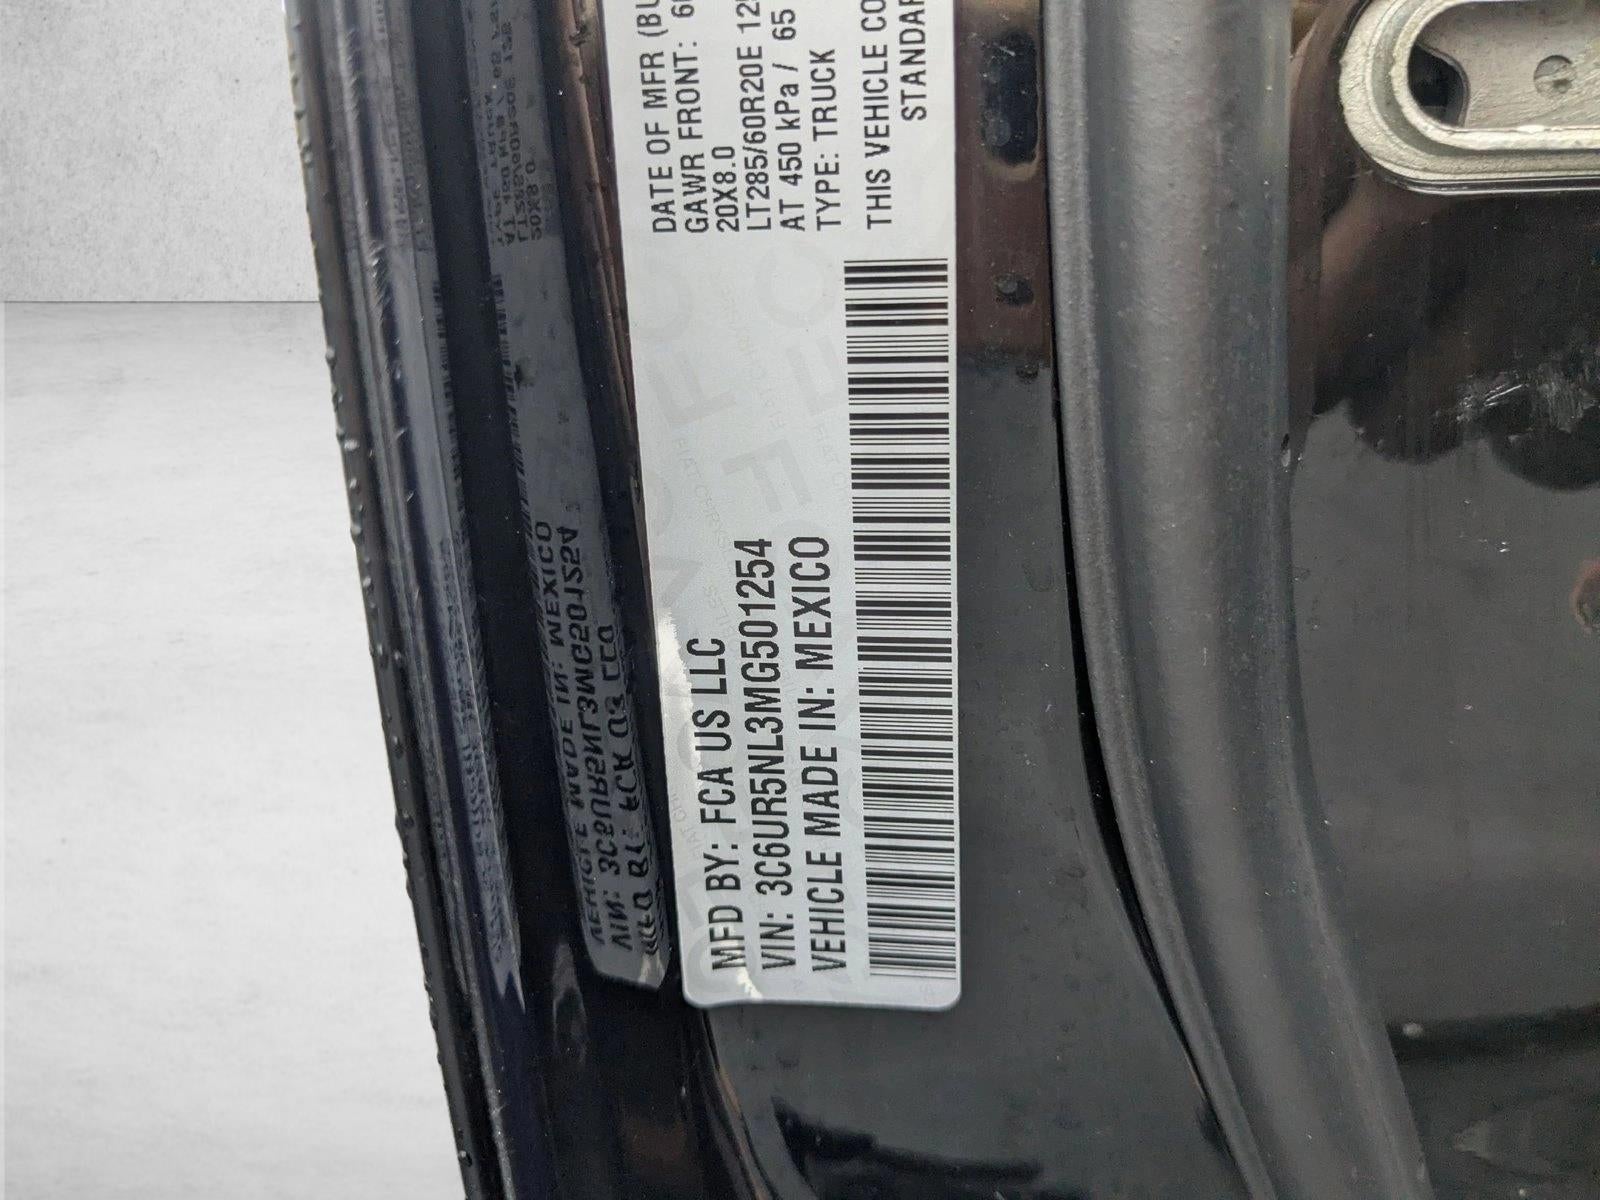 MFD BY: FCA US LLC
VIN: 3C6UR5NL3MG501254
VEHICLE MADE IN: MEXICO
DATE OF MFR
GAWR FRONT:
20X8.0
LT285/60R20E
AT 450 kPa / 65
TYPE: TRUCK
THIS VEHICLE